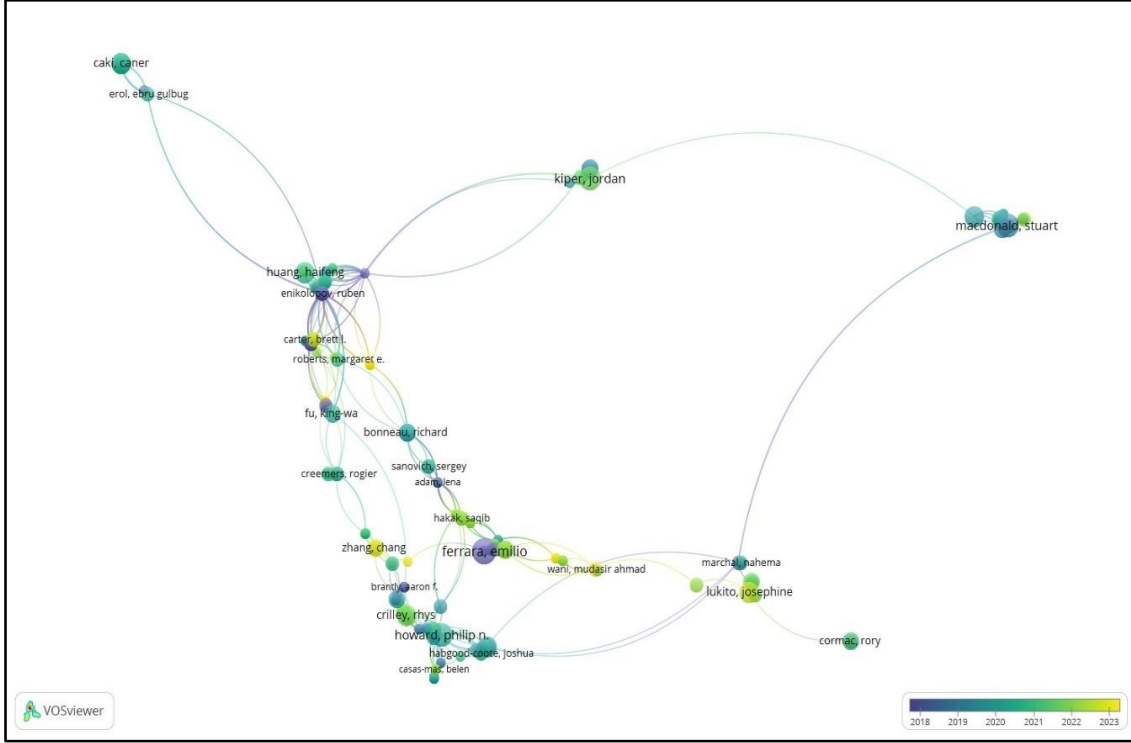 caki, caner
erol, ebru gulbug
kiper, jordan
macdonald, stuart
huang, haifeng
enikolopov, ruben
carter, brett l.
roberts, margaret e.
fu, king-wa
bonneau, richard
sanovich, sergey
creemers, rogier
adam, lena
hakak, saqib
zhang, chang
ferrara, emilio
wani, mudasir ahmad
marchal, nahema
brantly, aaron f.
lukito, josephine
crilley, rhys
howard, philip n.
cormac, rory
habgood-coote, joshua
casas-mas, belen
VOSviewer
2018 2019 2020 2021 2022 2023